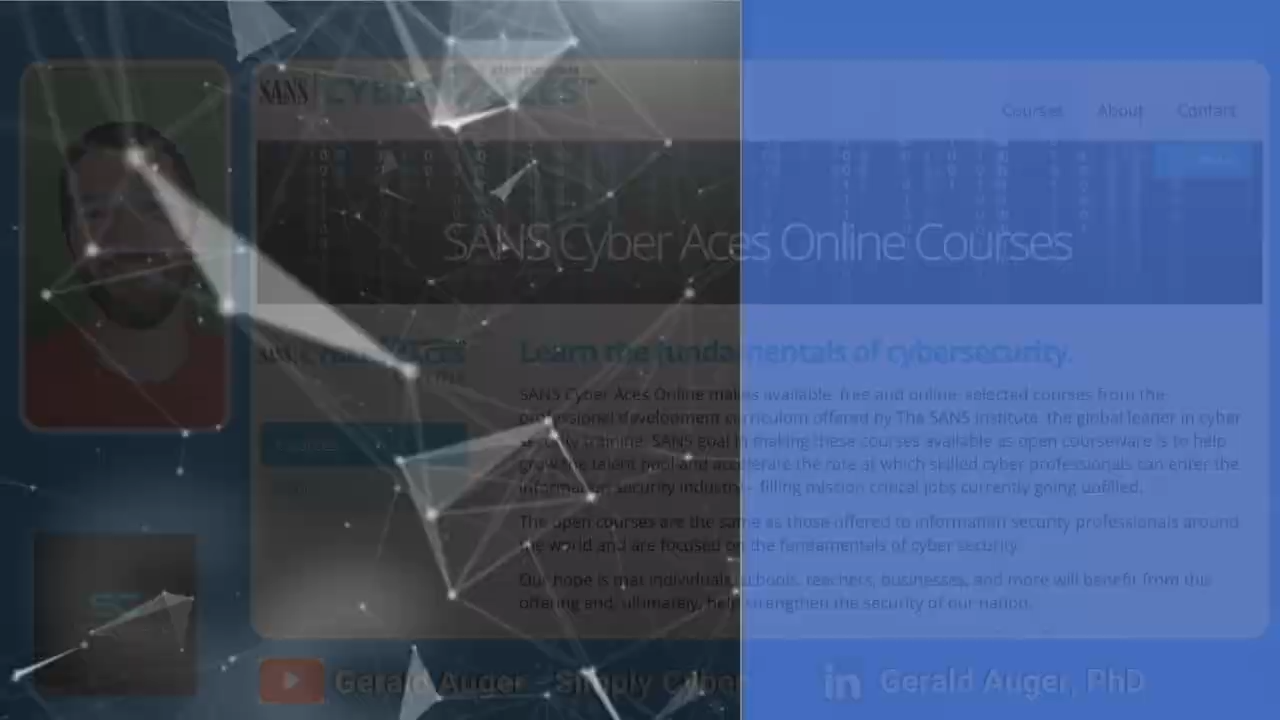 SANS CYBER ACES
Courses About Contact
SANS Cyber Aces Online Courses
Learn the fundamentals of cybersecurity.
SANS Cyber Aces Online makes available, free and online, selected courses from the
professional development curriculum offered by The SANS Institute, the global leader in cyber
security training. SANS goal in making these courses available as open courseware is to help
grow the talent pool and accelerate the rate at which skilled cyber professionals can enter the
information security industry - filling mission critical jobs currently going unfilled.
The open courses are the same as those offered to information security professionals around
the world and are focused on the fundamentals of cyber security.
Our hope is that individuals, schools, teachers, businesses, and more will benefit from this
offering and, ultimately, help strengthen the security of our nation.
Gerald Auger - Simply Cyber
in Gerald Auger, PhD